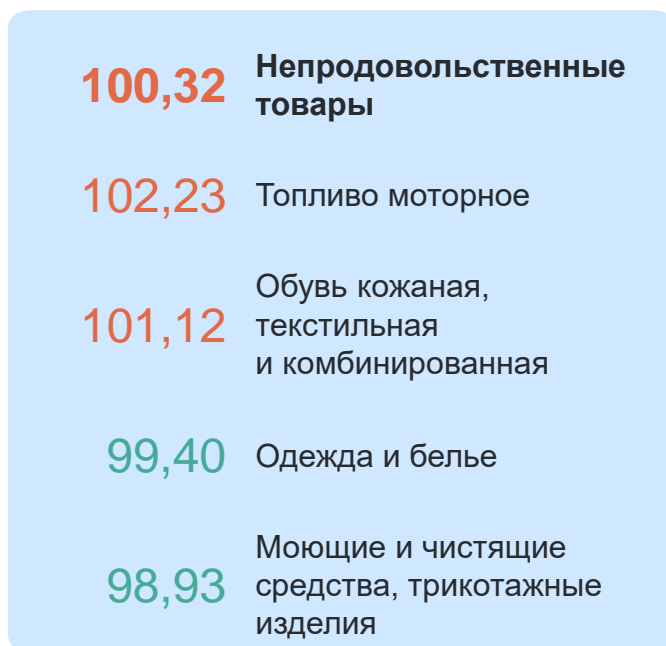 100,32 Непродовольственные
товары
102,23 Топливо моторное
Обувь кожаная,
101,12 текстильная
и комбинированная
99,40 Одежда и белье
Моющие и чистящие
98,93 средства, трикотажные
изделия